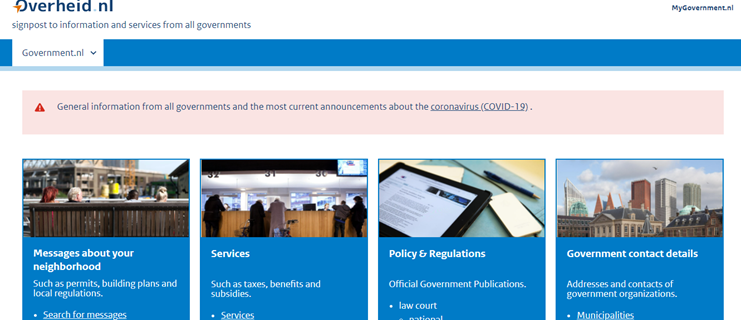 Overheid.nl
MyGovernment.nl
signpost to information and services from all governments
Government.nl
General information from all governments and the most current announcements about the coronavirus (COVID-19) .
32 31 30
Messages about your
neighborhood
Such as permits, building plans and
local regulations.
Search for messages
Services
Such as taxes, benefits and
subsidies.
Services
Policy & Regulations
Official Government Publications.
law court
national
Government contact details
Addresses and contacts of
government organizations.
Municipalities